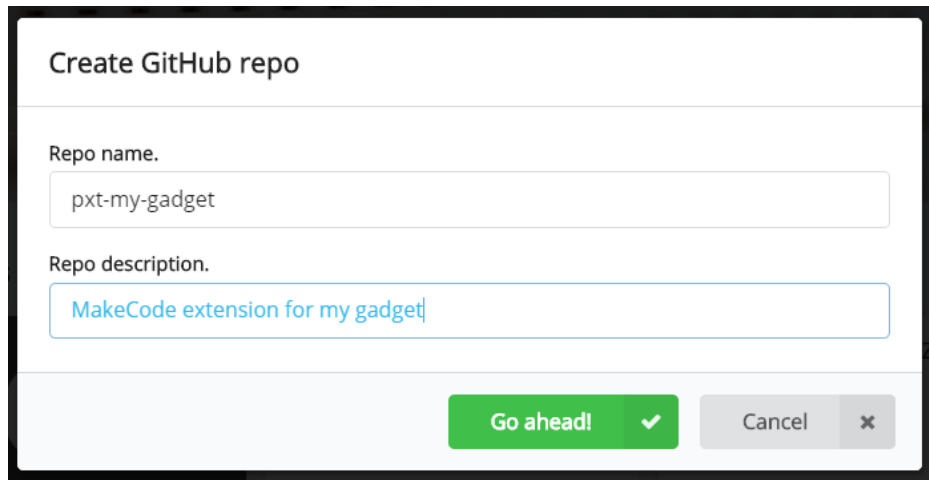 Create GitHub repo
Repo name.
pxt-my-gadget
Repo description.
MakeCode extension for my gadget
Go ahead!
Cancel